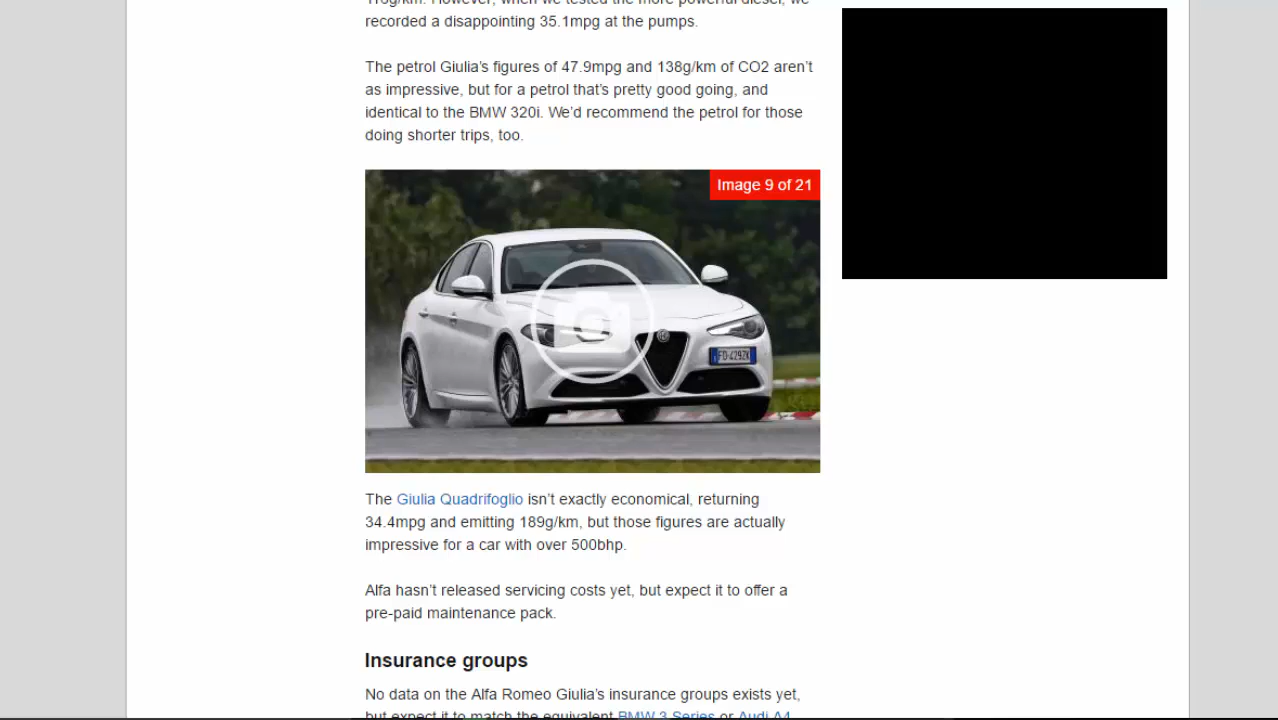 recorded a disappointing 35.1mpg at the pumps.
The petrol Giulia's figures of 47.9mpg and 138g/km of CO2 aren't
as impressive, but for a petrol that's pretty good going, and
identical to the BMW 320i. We'd recommend the petrol for those
doing shorter trips, too.
Image 9 of 21
The Giulia Quadrifoglio isn't exactly economical, returning
34.4mpg and emitting 189g/km, but those figures are actually
impressive for a car with over 500bhp.
Alfa hasn't released servicing costs yet, but expect it to offer a
pre-paid maintenance pack.
Insurance groups
No data on the Alfa Romeo Giulia's insurance groups exists yet,
but expect it to match the equivalent BMW 3 Series or Audi A4